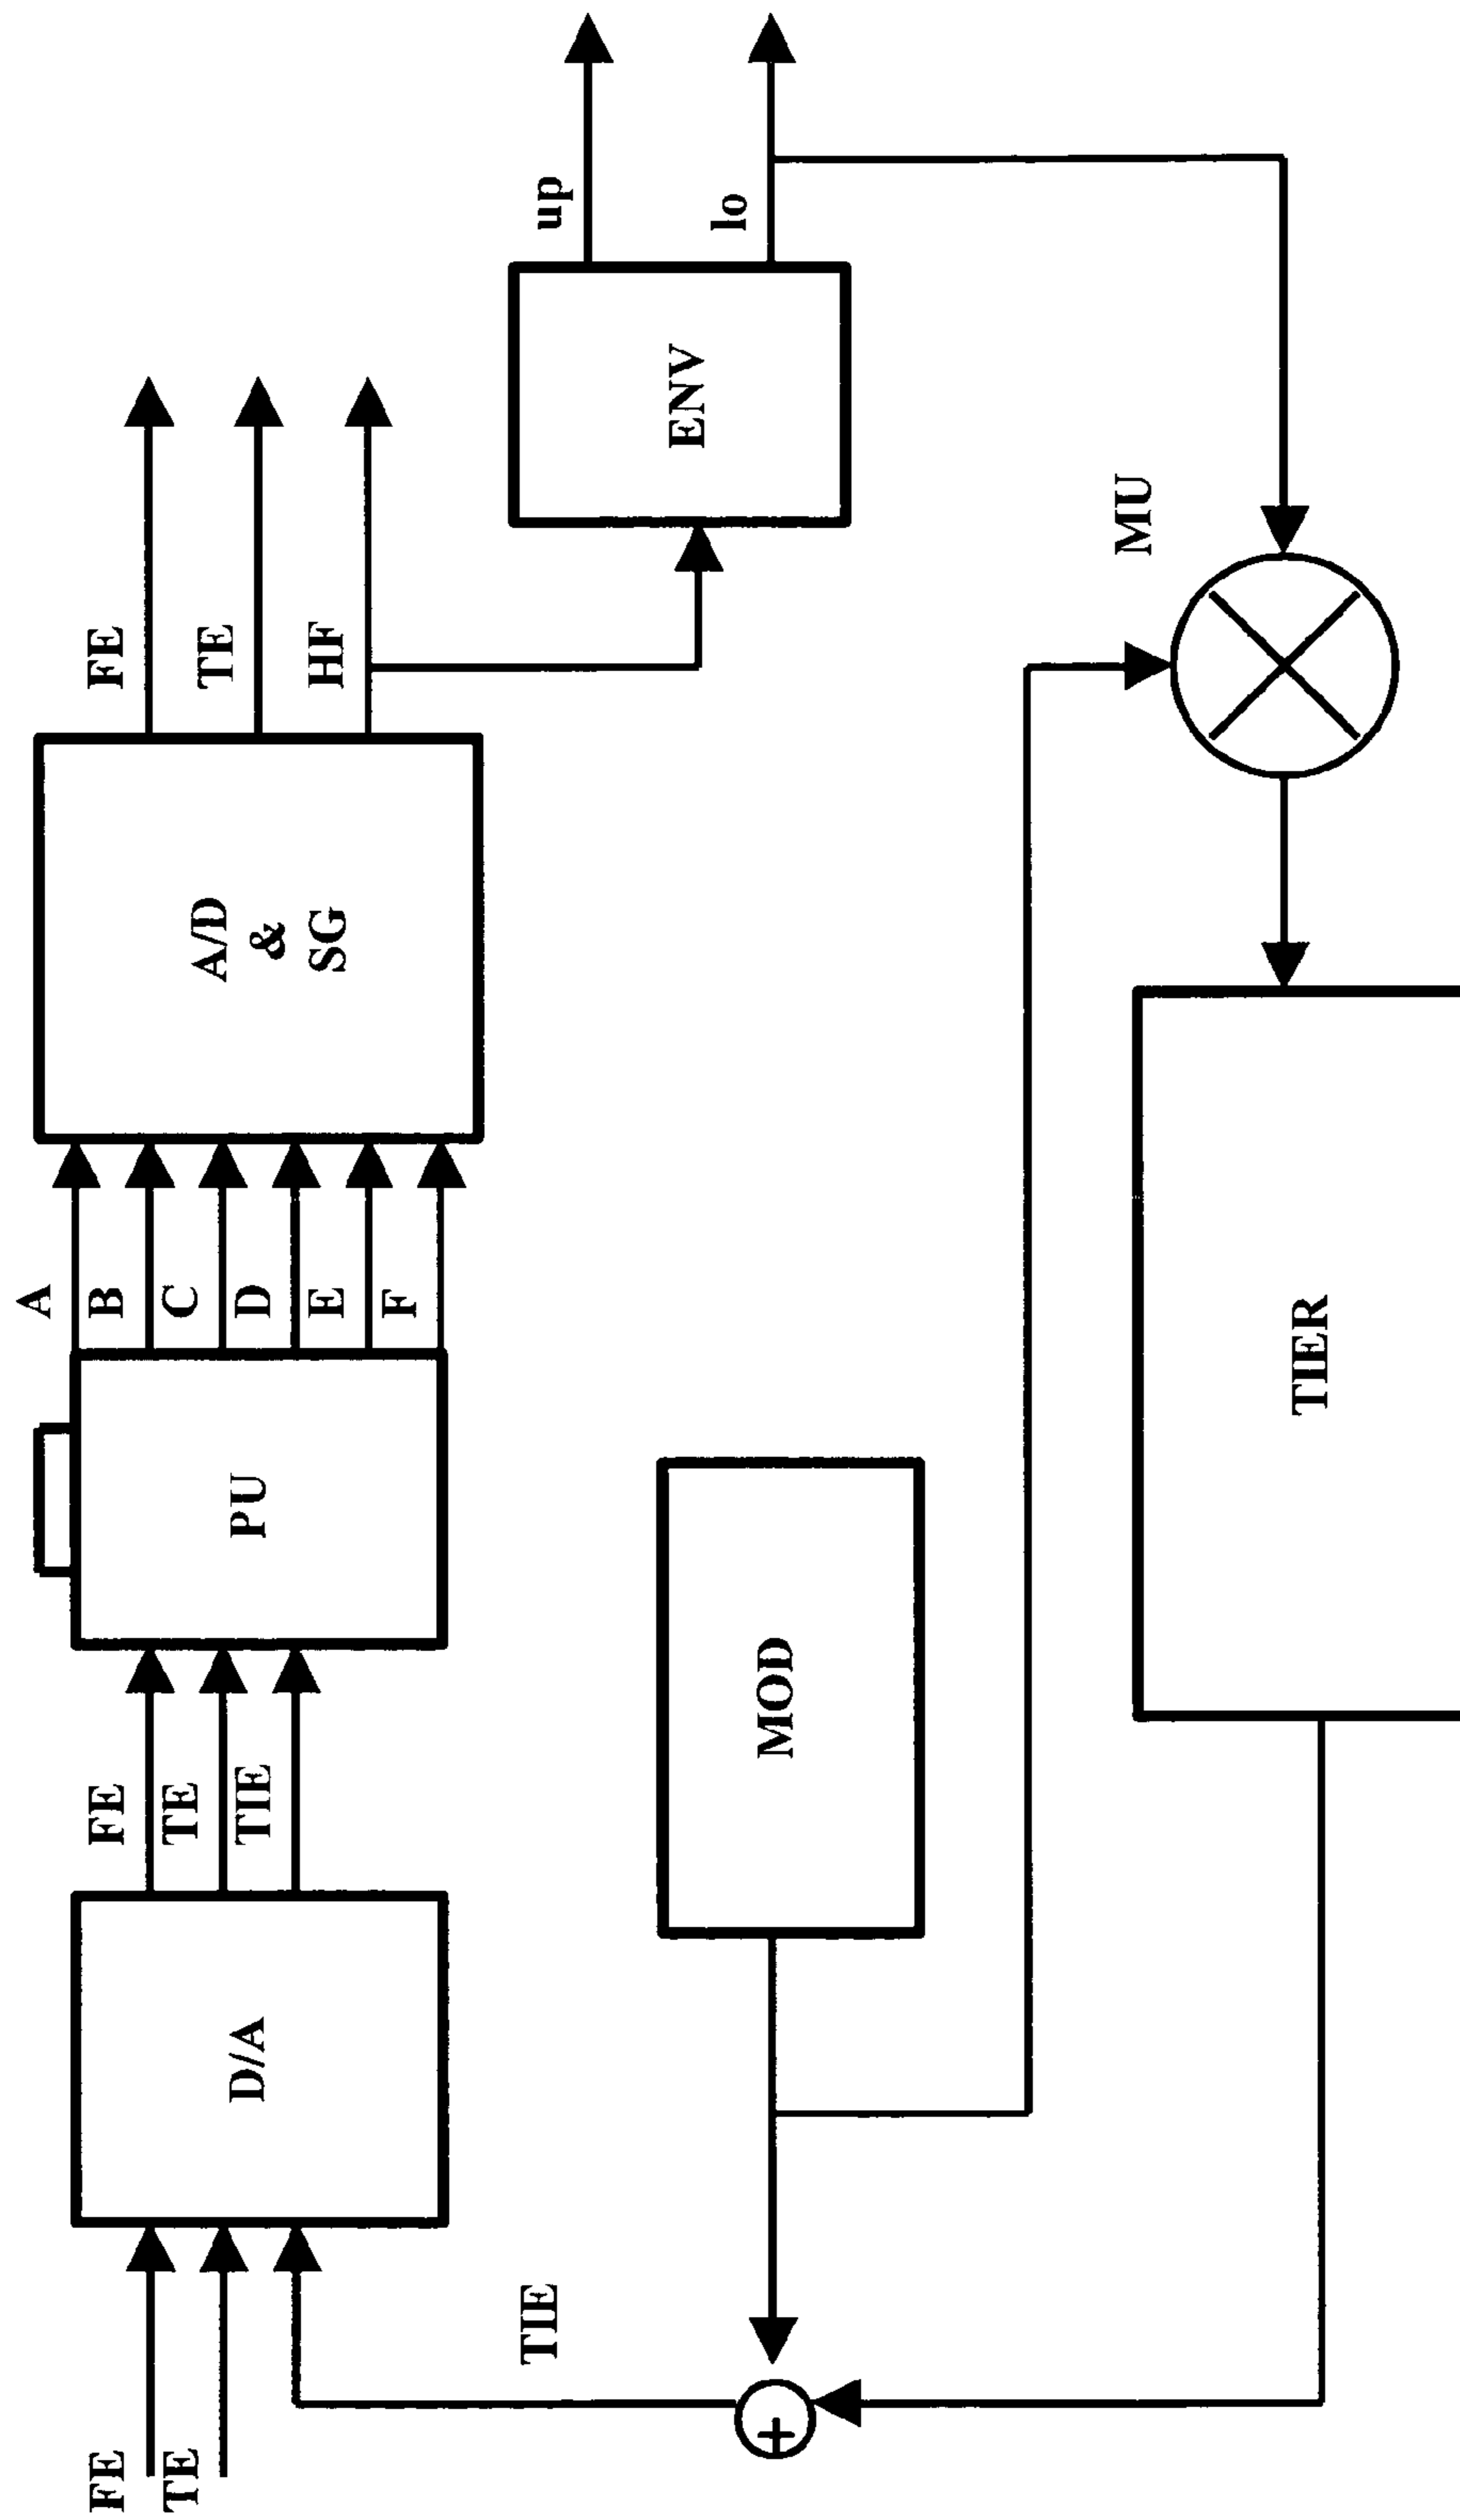 FE
TE
D/A
FE
TE
TIE
PU
A
B
C
D
E
F
A/D
&
SG
FE
TE
HF
TIE
up
lo
ENV
MOD
+
MU
TIER